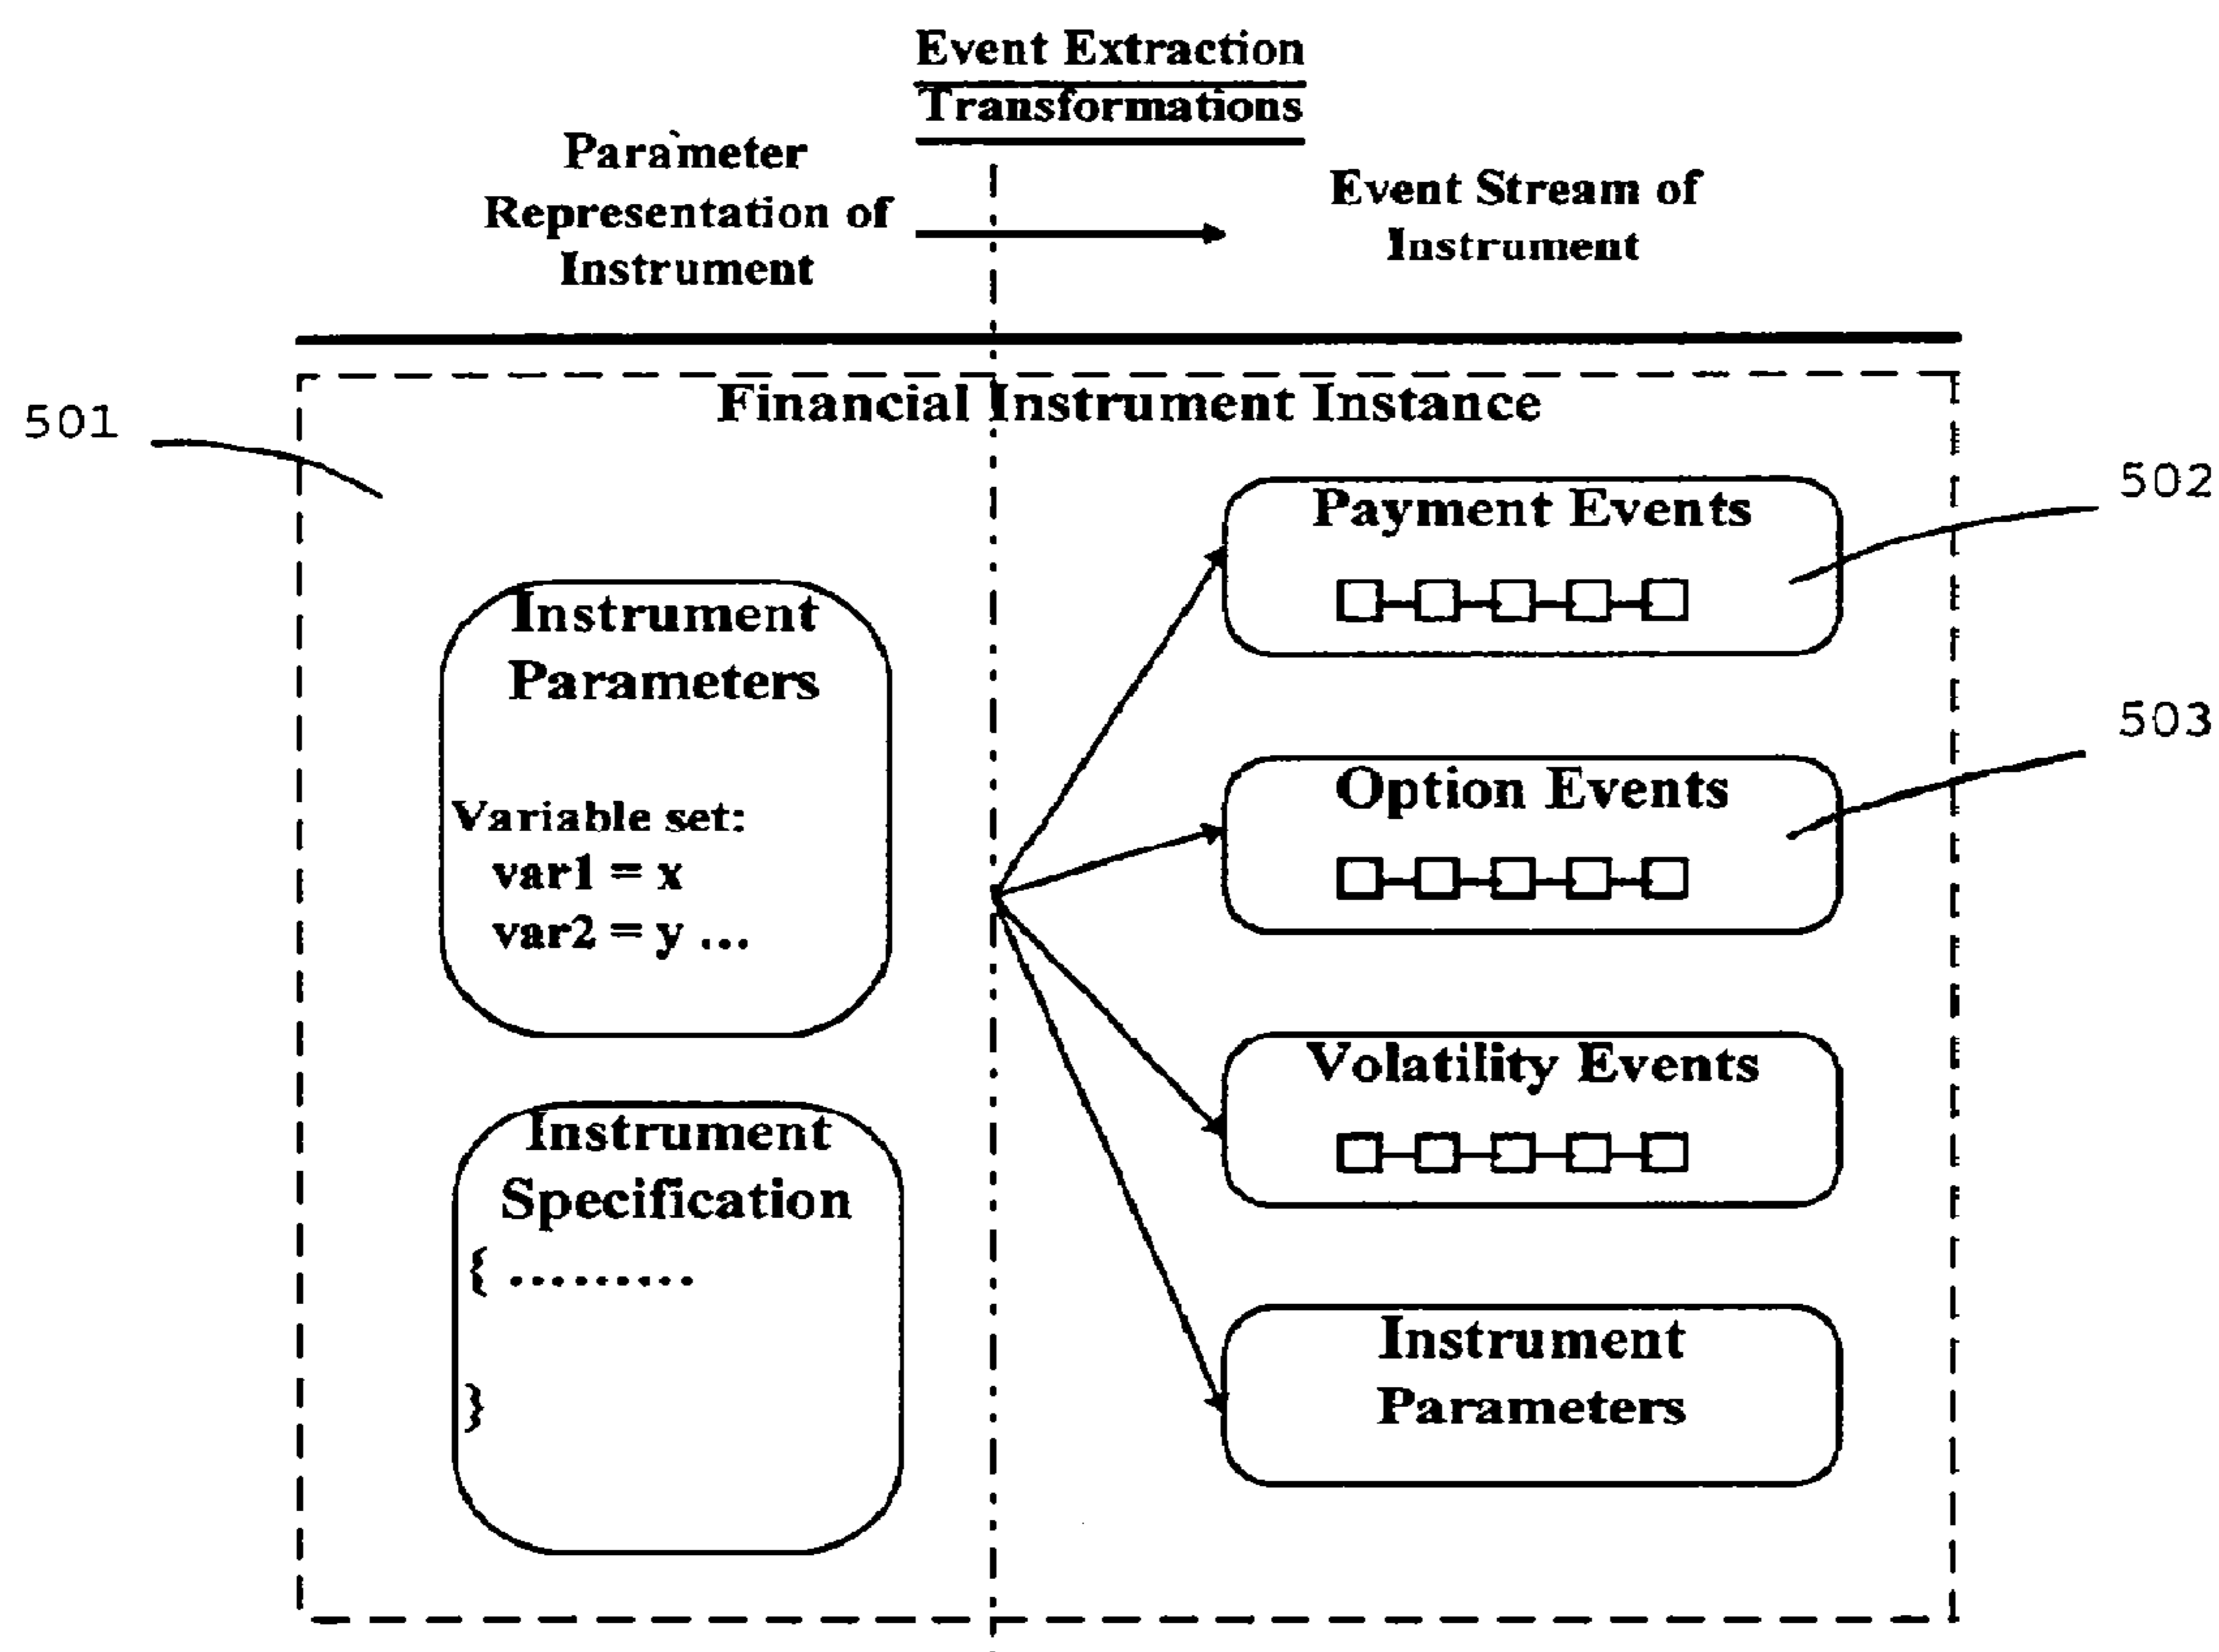 Event Extraction
Transformations
Parameter
Representation of
Instrument
Event Stream of
Instrument
Financial Instrument Instance
501
502
503
Instrument
Parameters
Variable set:
var1 = x
var2 = y ...
Instrument
Specification
{ .........
}
Payment Events
Option Events
Volatility Events
Instrument
Parameters